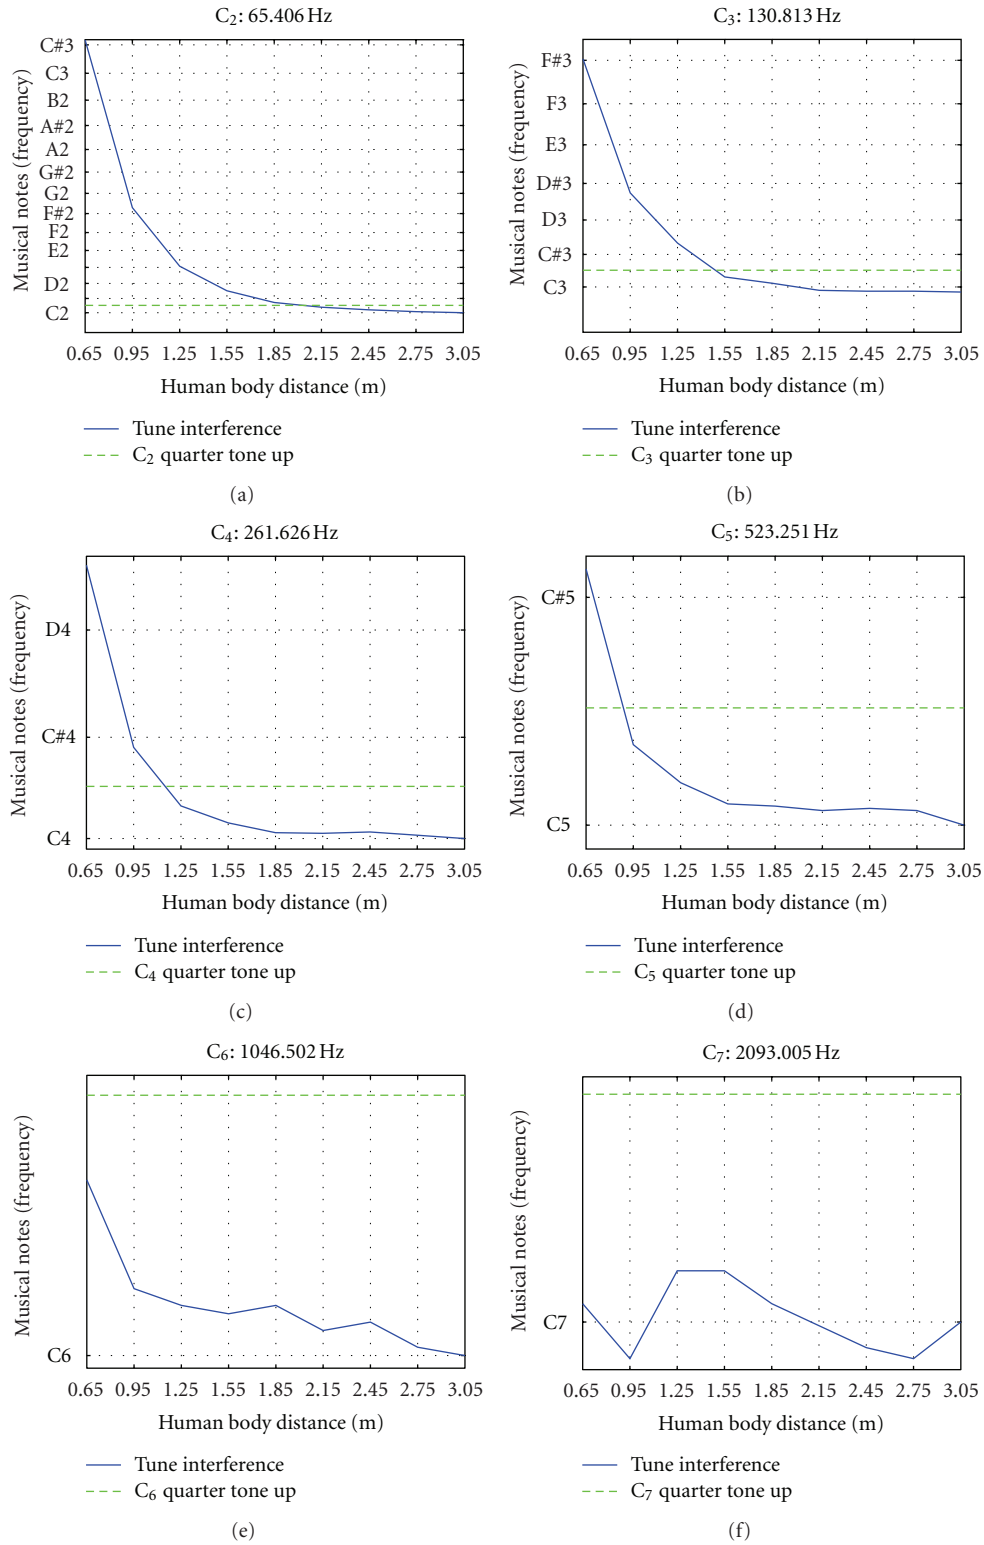 C₂: 65.406 Hz
Musical notes (frequency)
C#3
C3
B2
A#2
A2
G#2
G2
F#2
F2
E2
D2
C2
0.65 0.95 1.25 1.55 1.85 2.15 2.45 2.75 3.05
Human body distance (m)
Tune interference
C₂ quarter tone up
(a)
C₃: 130.813 Hz
Musical notes (frequency)
F#3
F3
E3
D#3
D3
C#3
C3
0.65 0.95 1.25 1.55 1.85 2.15 2.45 2.75 3.05
Human body distance (m)
Tune interference
C₃ quarter tone up
(b)
C₄: 261.626 Hz
Musical notes (frequency)
D4
C#4
C4
0.65 0.95 1.25 1.55 1.85 2.15 2.45 2.75 3.05
Human body distance (m)
Tune interference
C₄ quarter tone up
(c)
C₅: 523.251 Hz
Musical notes (frequency)
C#5
C5
0.65 0.95 1.25 1.55 1.85 2.15 2.45 2.75 3.05
Human body distance (m)
Tune interference
C₅ quarter tone up
(d)
C₆: 1046.502 Hz
Musical notes (frequency)
C6
0.65 0.95 1.25 1.55 1.85 2.15 2.45 2.75 3.05
Human body distance (m)
Tune interference
C₆ quarter tone up
(e)
C₇: 2093.005 Hz
Musical notes (frequency)
C7
0.65 0.95 1.25 1.55 1.85 2.15 2.45 2.75 3.05
Human body distance (m)
Tune interference
C₇ quarter tone up
(f)